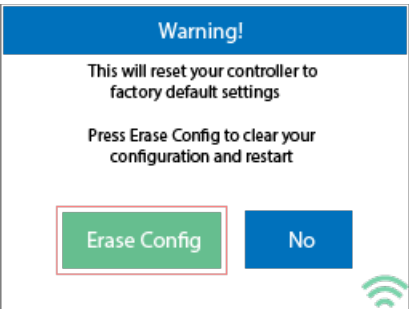 Warning!
This will reset your controller to
factory default settings
Press Erase Config to clear your
configuration and restart
Erase Config
No